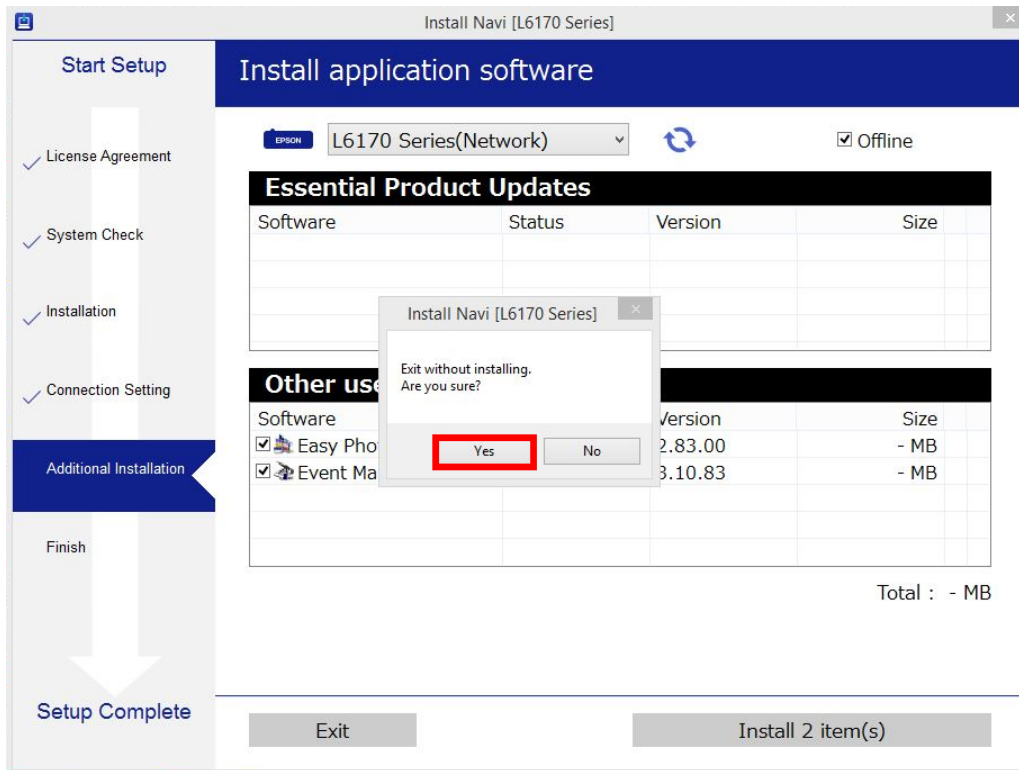 Install Navi [L6170 Series]
Start Setup
License Agreement
System Check
Installation
Connection Setting
Additional Installation
Finish
Setup Complete
Install application software
EPSON
L6170 Series(Network)
Offline
Essential Product Updates
Software Status Version Size
Install Navi [L6170 Series]
Exit without installing.
Are you sure?
Yes No
Other use
Software Version Size
Easy Pho 2.83.00 - MB
Event Ma 3.10.83 - MB
Total : - MB
Exit
Install 2 item(s)